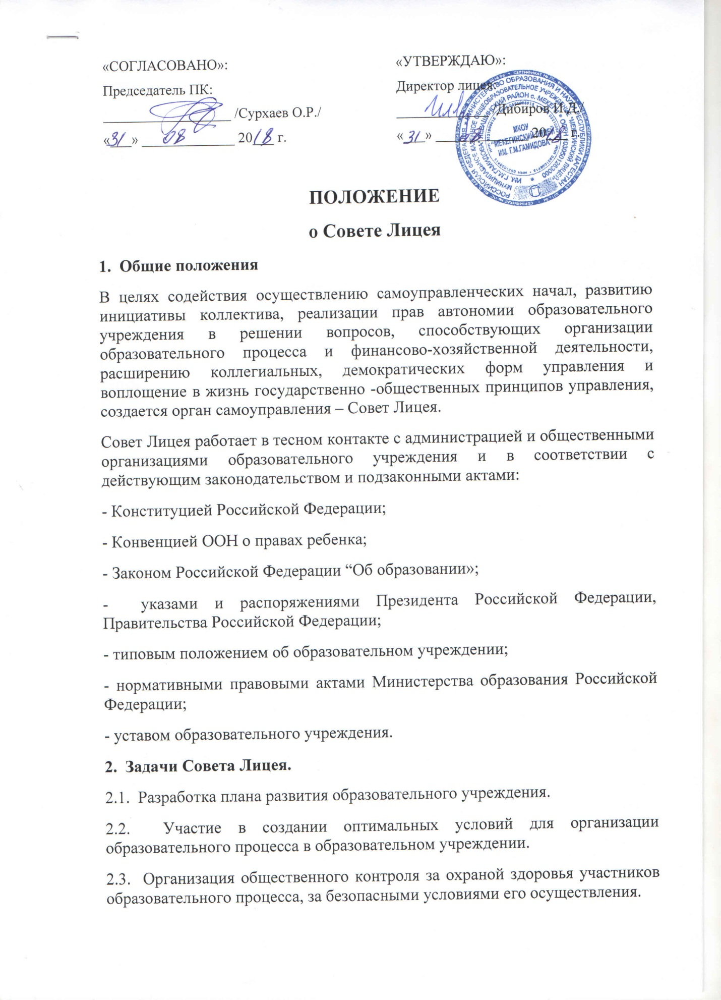 «СОГЛАСОВАНО»:
Председатель ПК:
/Сурхаев О.Р./
«31» 08 2018 г.
«УТВЕРЖДАЮ»:
Директор лицея:
/Дибиров И.Д./
«31» 08 2018 г.
МКОУ
"МЕКЕГИНСКИЙ ЛИЦЕЙ
ИМ. Г.М.ГАМИДОВА"
ПОЛОЖЕНИЕ
о Совете Лицея
1. Общие положения
В целях содействия осуществлению самоуправленческих начал, развитию
инициативы коллектива, реализации прав автономии образовательного
учреждения в решении вопросов, способствующих организации
образовательного процесса и финансово-хозяйственной деятельности,
расширению коллегиальных, демократических форм управления и
воплощение в жизнь государственно -общественных принципов управления,
создается орган самоуправления – Совет Лицея.
Совет Лицея работает в тесном контакте с администрацией и общественными
организациями образовательного учреждения и в соответствии с
действующим законодательством и подзаконными актами:
- Конституцией Российской Федерации;
- Конвенцией ООН о правах ребенка;
- Законом Российской Федерации “Об образовании»;
- указами и распоряжениями Президента Российской Федерации,
Правительства Российской Федерации;
- типовым положением об образовательном учреждении;
- нормативными правовыми актами Министерства образования Российской
Федерации;
- уставом образовательного учреждения.
2. Задачи Совета Лицея.
2.1. Разработка плана развития образовательного учреждения.
2.2. Участие в создании оптимальных условий для организации
образовательного процесса в образовательном учреждении.
2.3. Организация общественного контроля за охраной здоровья участников
образовательного процесса, за безопасными условиями его осуществления.